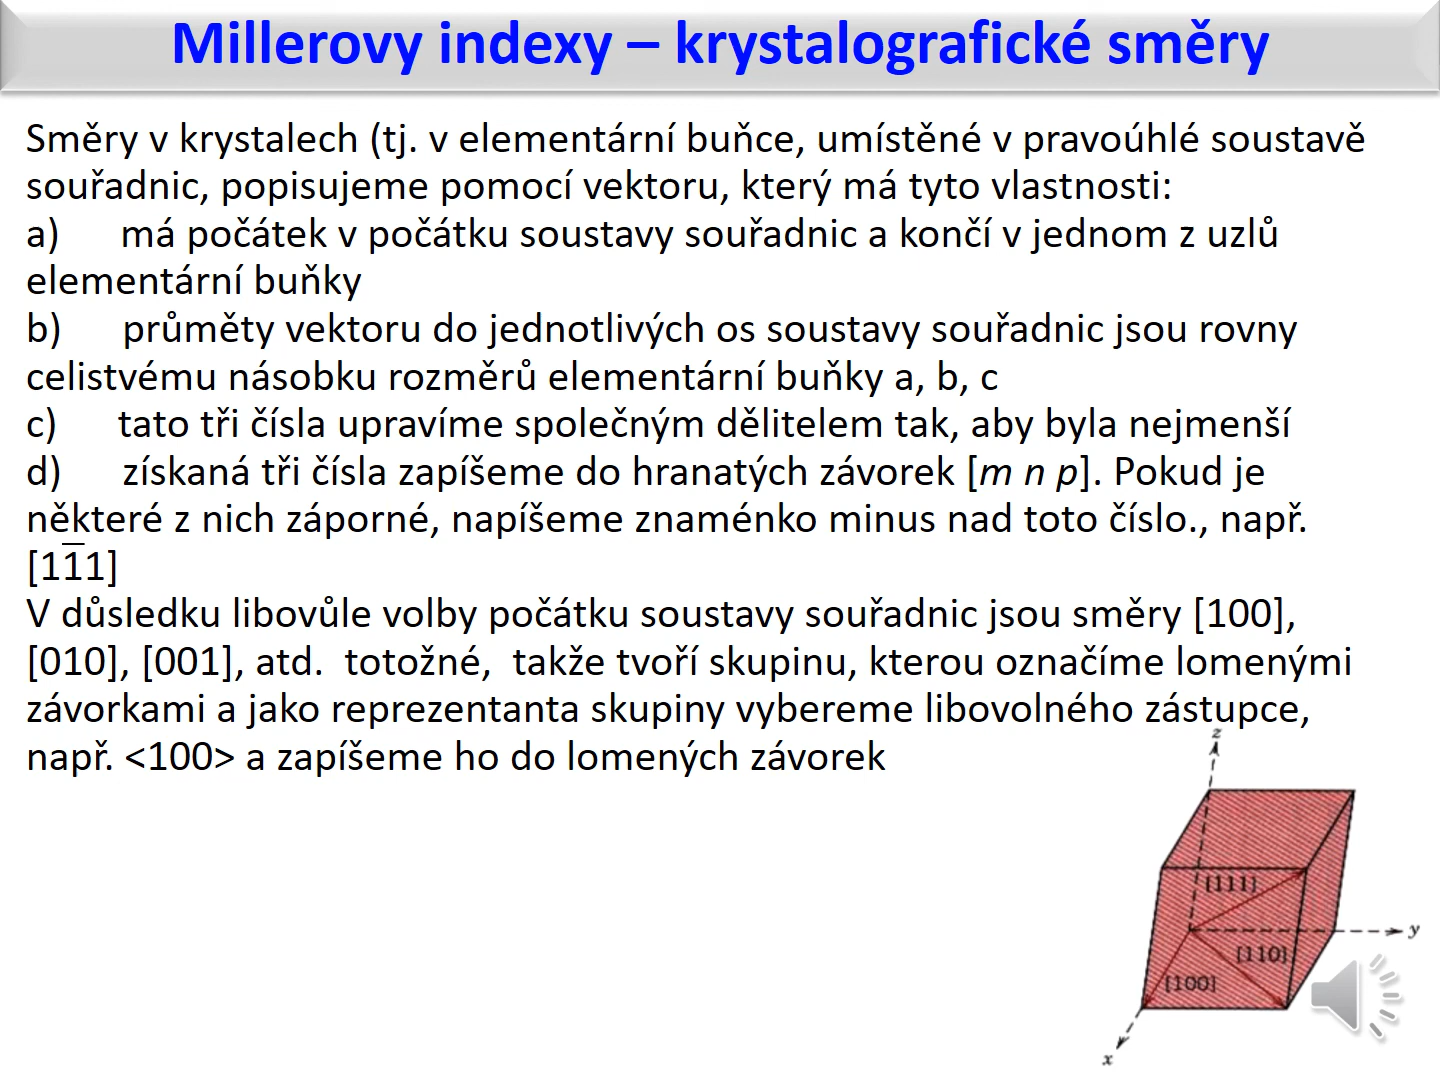 Millerovy indexy – krystalografické směry
Směry v krystalech (tj. v elementární buňce, umístěné v pravoúhlé soustavě
souřadnic, popisujeme pomocí vektoru, který má tyto vlastnosti:
a) má počátek v počátku soustavy souřadnic a končí v jednom z uzlů
elementární buňky
b) průměty vektoru do jednotlivých os soustavy souřadnic jsou rovny
celistvému násobku rozměrů elementární buňky a, b, c
c) tato tři čísla upravíme společným dělitelem tak, aby byla nejmenší
d) získaná tři čísla zapíšeme do hranatých závorek [m n p]. Pokud je
některé z nich záporné, napíšeme znaménko minus nad toto číslo., např.
[11̅1]
V důsledku libovůle volby počátku soustavy souřadnic jsou směry [100],
[010], [001], atd. totožné, takže tvoří skupinu, kterou označíme lomenými
závorkami a jako reprezentanta skupiny vybereme libovolného zástupce,
např. <100> a zapíšeme ho do lomených závorek
z
[111]
y
[110]
[100]
x